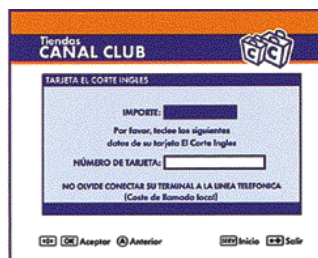 Tiendas
CANAL CLUB
C C
TARJETA EL CORTE INGLES
IMPORTE:
Por favor, teclee los siguientes
datos de su tarjeta El Corte Ingles
NÚMERO DE TARJETA:
NO OLVIDE CONECTAR SU TERMINAL A LA LINEA TELEFONICA
(Coste de llamada local)
OK Aceptar A Anterior SERV Inicio Salir